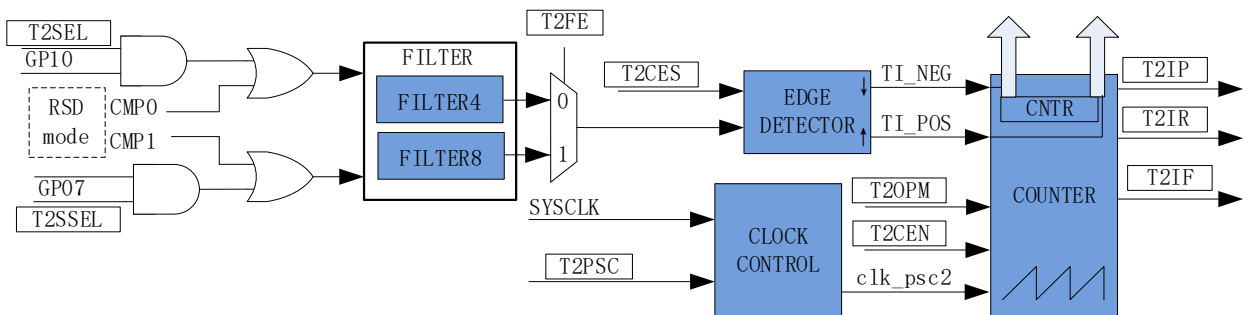 T2SEL
GP10
RSD
mode
CMP0
CMP1
GP07
T2SSEL
FILTER
FILTER4
FILTER8
T2FE
0
1
T2CES
EDGE
DETECTOR
TI_NEG
TI_POS
SYSCLK
T2PSC
CLOCK
CONTROL
T2OPM
T2CEN
clk_psc2
CNTR
COUNTER
T2IP
T2IR
T2IF